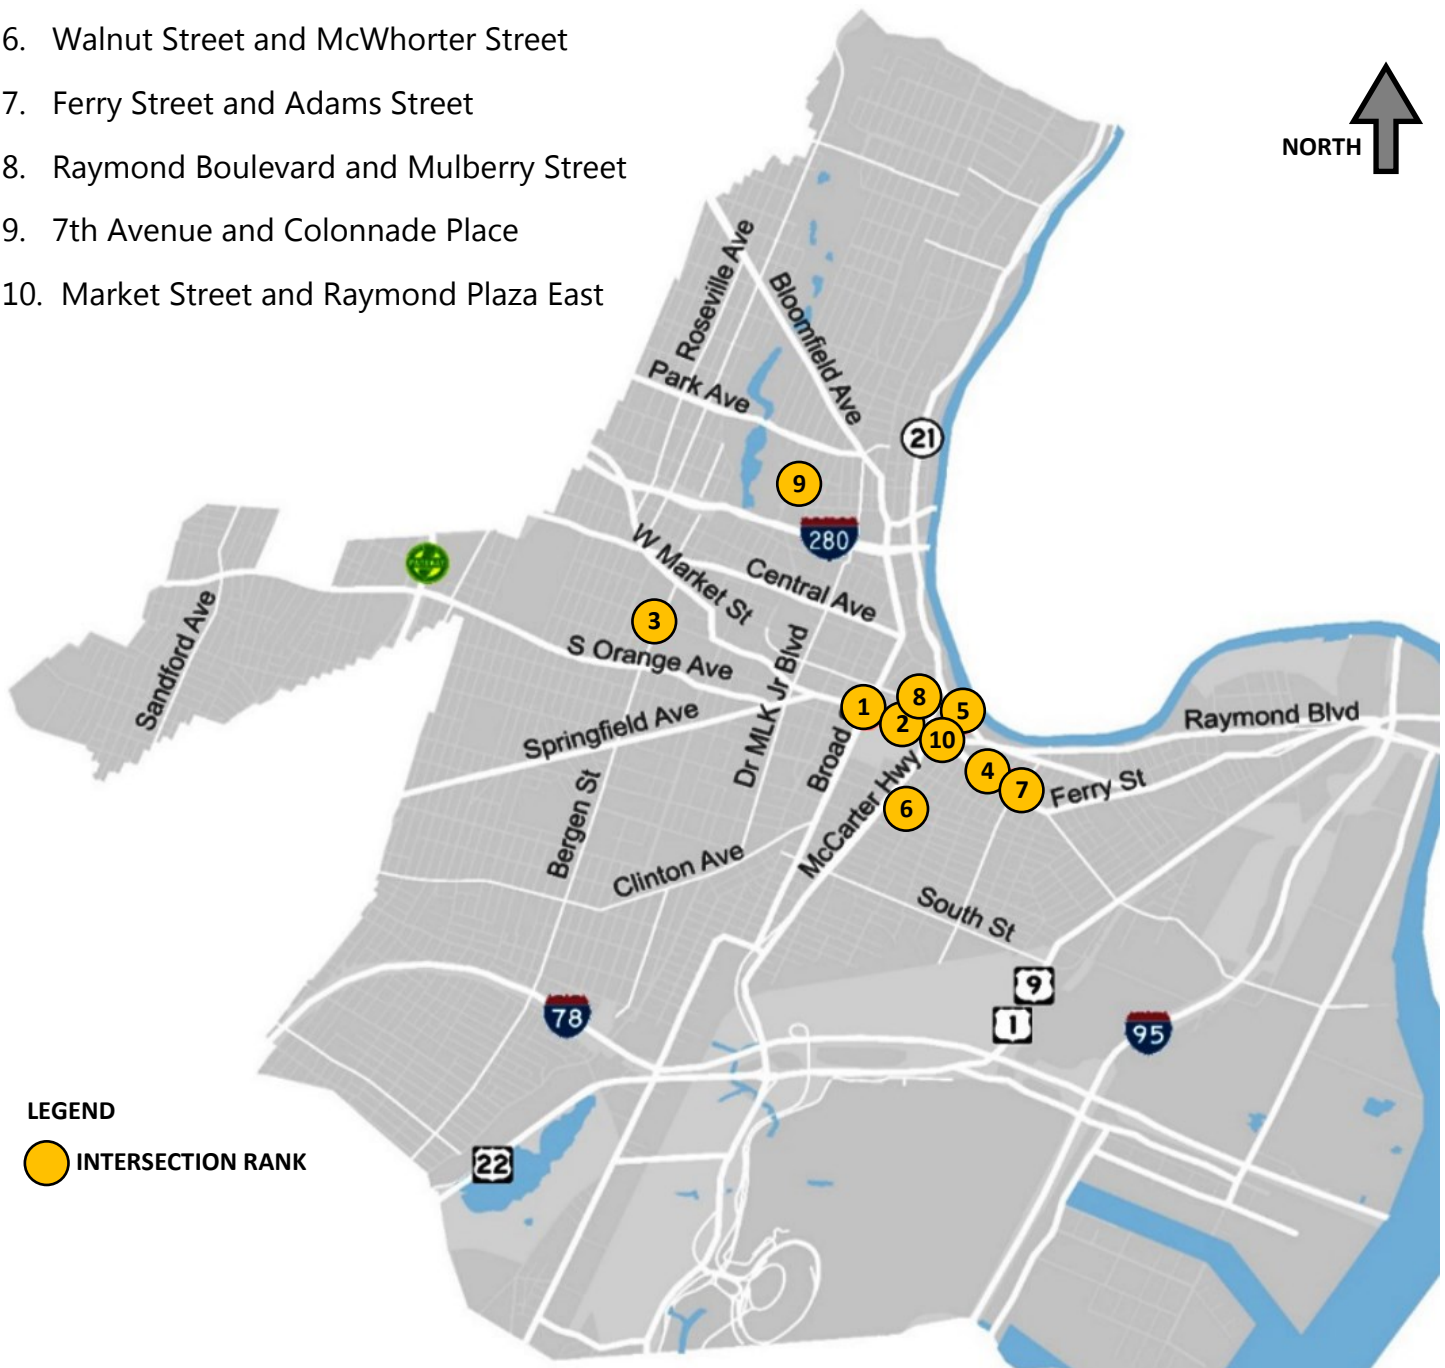 6. Walnut Street and McWhorter Street
7. Ferry Street and Adams Street
8. Raymond Boulevard and Mulberry Street
9. 7th Avenue and Colonnade Place
10. Market Street and Raymond Plaza East
NORTH
Roseville Ave
Bloomfield Ave
Park Ave
21
9
280
W Market St
Central Ave
3
S Orange Ave
Sandford Ave
Dr MLK Jr Blvd
Springfield Ave
1
8
2
5
10
Raymond Blvd
Broad
McCarter Hwy
4
7
Ferry St
6
Bergen St
Clinton Ave
South St
9
1
78
95
22
LEGEND
INTERSECTION RANK